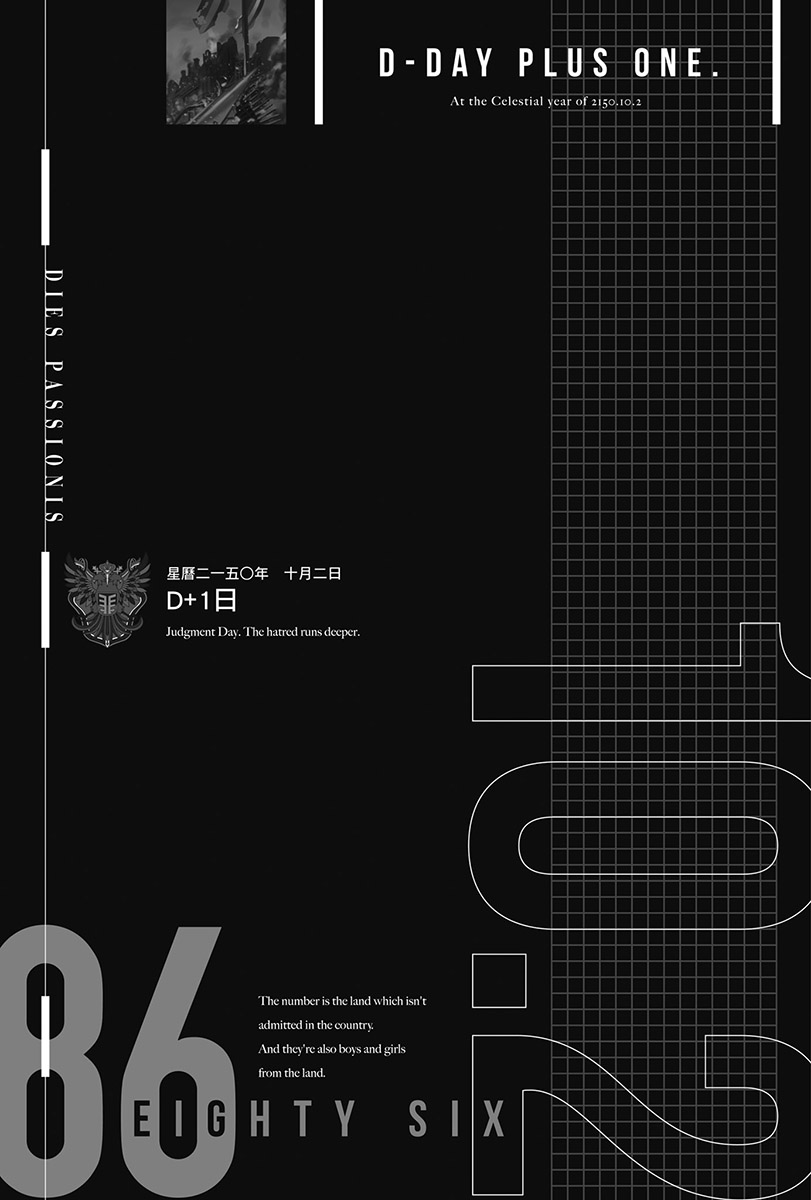 D-DAY PLUS ONE.
At the Celestial year of 2150.10.2
DIES PASSIONIS
星曆二一五〇年 十月二日
D+1日
Judgment Day. The hatred runs deeper.
10.2
86
The number is the land which isn't
admitted in the country.
And they're also boys and girls
from the land.
EIGHTY SIX